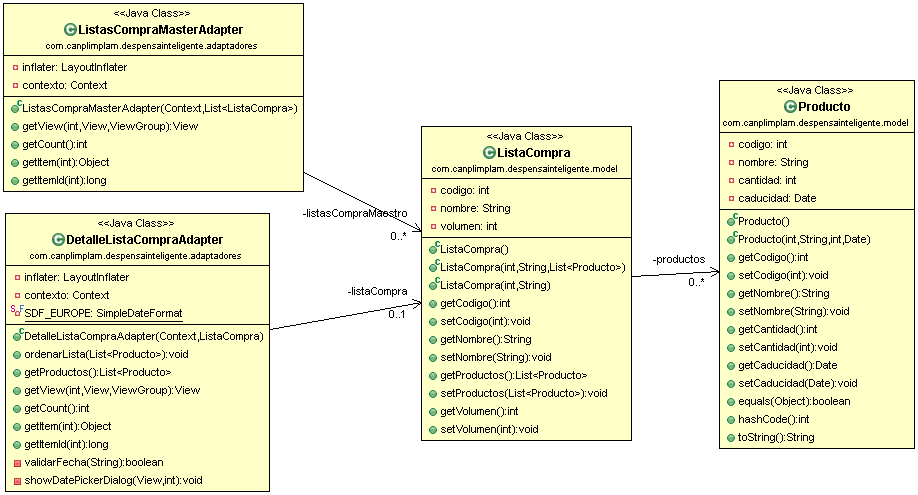 <<Java Class>>
ListasCompraMasterAdapter
com.canplimplam.despensainteligente.adaptadores
inflater: LayoutInflater
contexto: Context
ListasCompraMasterAdapter(Context,List<ListaCompra>)
getView(int,View,ViewGroup):View
getCount():int
getItem(int):Object
getItemId(int):long
<<Java Class>>
DetalleListaCompraAdapter
com.canplimplam.despensainteligente.adaptadores
inflater: LayoutInflater
contexto: Context
SDF_EUROPE: SimpleDateFormat
DetalleListaCompraAdapter(Context,ListaCompra)
ordenarLista(List<Producto>):void
getProductos():List<Producto>
getView(int,View,ViewGroup):View
getCount():int
getItem(int):Object
getItemId(int):long
validarFecha(String):boolean
showDatePickerDialog(View,int):void
-listasCompraMaestro
0..*
-listaCompra
0..1
<<Java Class>>
ListaCompra
com.canplimplam.despensainteligente.model
codigo: int
nombre: String
volumen: int
ListaCompra()
ListaCompra(int,String,List<Producto>)
ListaCompra(int,String)
getCodigo():int
setCodigo(int):void
getNombre():String
setNombre(String):void
getProductos():List<Producto>
setProductos(List<Producto>):void
getVolumen():int
setVolumen(int):void
-productos
0..*
<<Java Class>>
Producto
com.canplimplam.despensainteligente.model
codigo: int
nombre: String
cantidad: int
caducidad: Date
Producto()
Producto(int,String,int,Date)
getCodigo():int
setCodigo(int):void
getNombre():String
setNombre(String):void
getCantidad():int
setCantidad(int):void
getCaducidad():Date
setCaducidad(Date):void
equals(Object):boolean
hashCode():int
toString():String